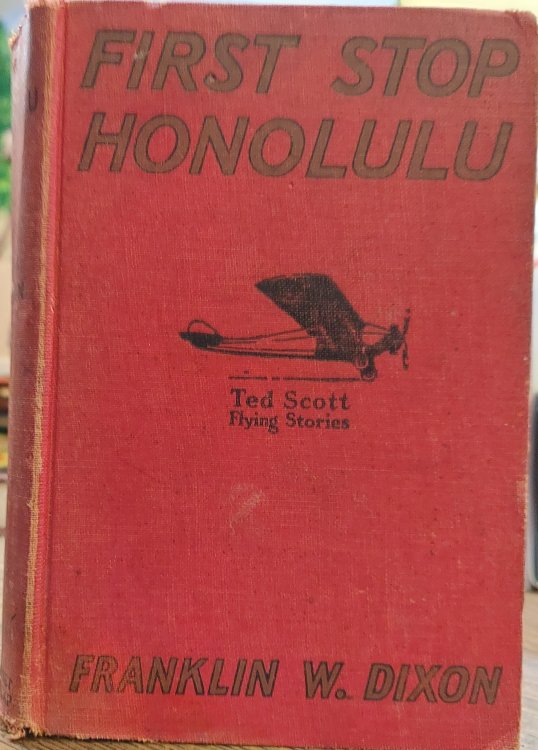 FIRST STOP
HONOLULU
Ted Scott
Flying Stories
FRANKLIN W. DIXON